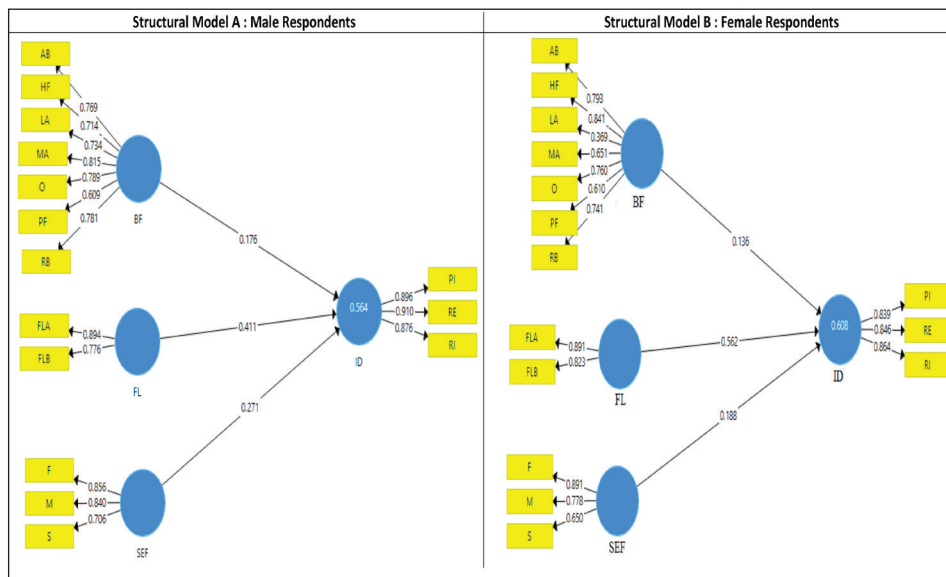 Structural Model A : Male Respondents
AB
HF
LA
MA
O
PF
RB
0.769
0.714
0.734
0.815
0.789
0.609
0.781
BF
0.176
FLA
FLB
0.894
0.776
FL
0.411
F
M
S
0.856
0.840
0.706
SEF
0.271
0.564
ID
0.896
0.910
0.876
PI
RE
RI
Structural Model B : Female Respondents
AB
HF
LA
MA
O
PF
RB
0.793
0.841
0.369
0.651
0.760
0.610
0.741
BF
0.136
FLA
FLB
0.891
0.823
FL
0.562
F
M
S
0.891
0.778
0.650
SEF
0.188
0.608
ID
0.839
0.846
0.864
PI
RE
RI